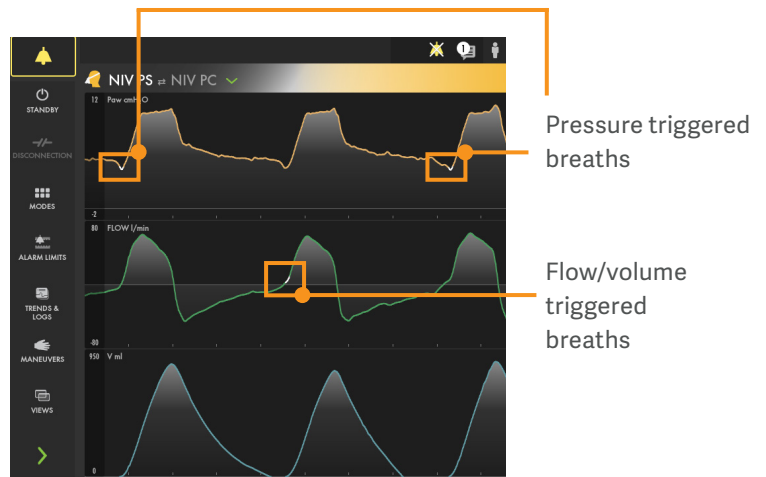 1
NIV PS ⇄ NIV PC
STANDBY
DISCONNECTION
MODES
ALARM LIMITS
TRENDS &
LOGS
MANEUVERS
VIEWS
12 Paw cmH2O
-2
80 FLOW l/min
-80
950 V ml
0
Pressure triggered
breaths
Flow/volume
triggered
breaths